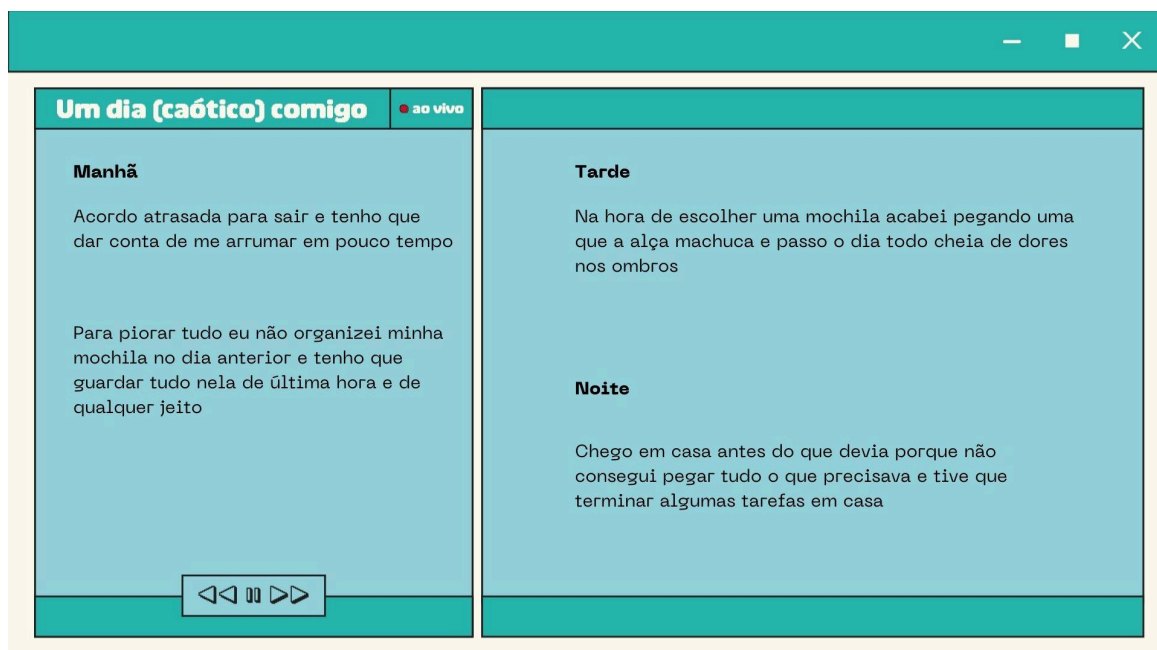 Um dia (caótico) comigo
ao vivo
Manhã
Acordo atrasada para sair e tenho que
dar conta de me arrumar em pouco tempo
Para piorar tudo eu não organizei minha
mochila no dia anterior e tenho que
guardar tudo nela de última hora e de
qualquer jeito
Tarde
Na hora de escolher uma mochila acabei pegando uma
que a alça machuca e passo o dia todo cheia de dores
nos ombros
Noite
Chego em casa antes do que devia porque não
consegui pegar tudo o que precisava e tive que
terminar algumas tarefas em casa